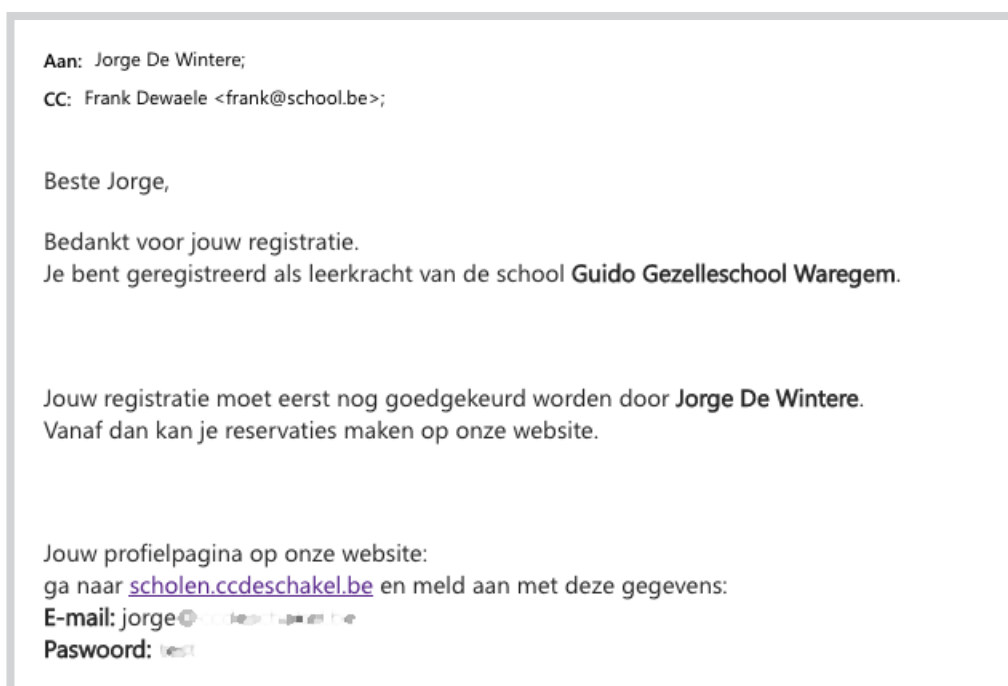 Aan: Jorge De Wintere;
CC: Frank Dewaele <frank@school.be>;
Beste Jorge,
Bedankt voor jouw registratie.
Je bent geregistreerd als leerkracht van de school Guido Gezelleschool Waregem.
Jouw registratie moet eerst nog goedgekeurd worden door Jorge De Wintere.
Vanaf dan kan je reservaties maken op onze website.
Jouw profielpagina op onze website:
ga naar scholen.ccdeschakel.be en meld aan met deze gegevens:
E-mail: jorge
Paswoord: